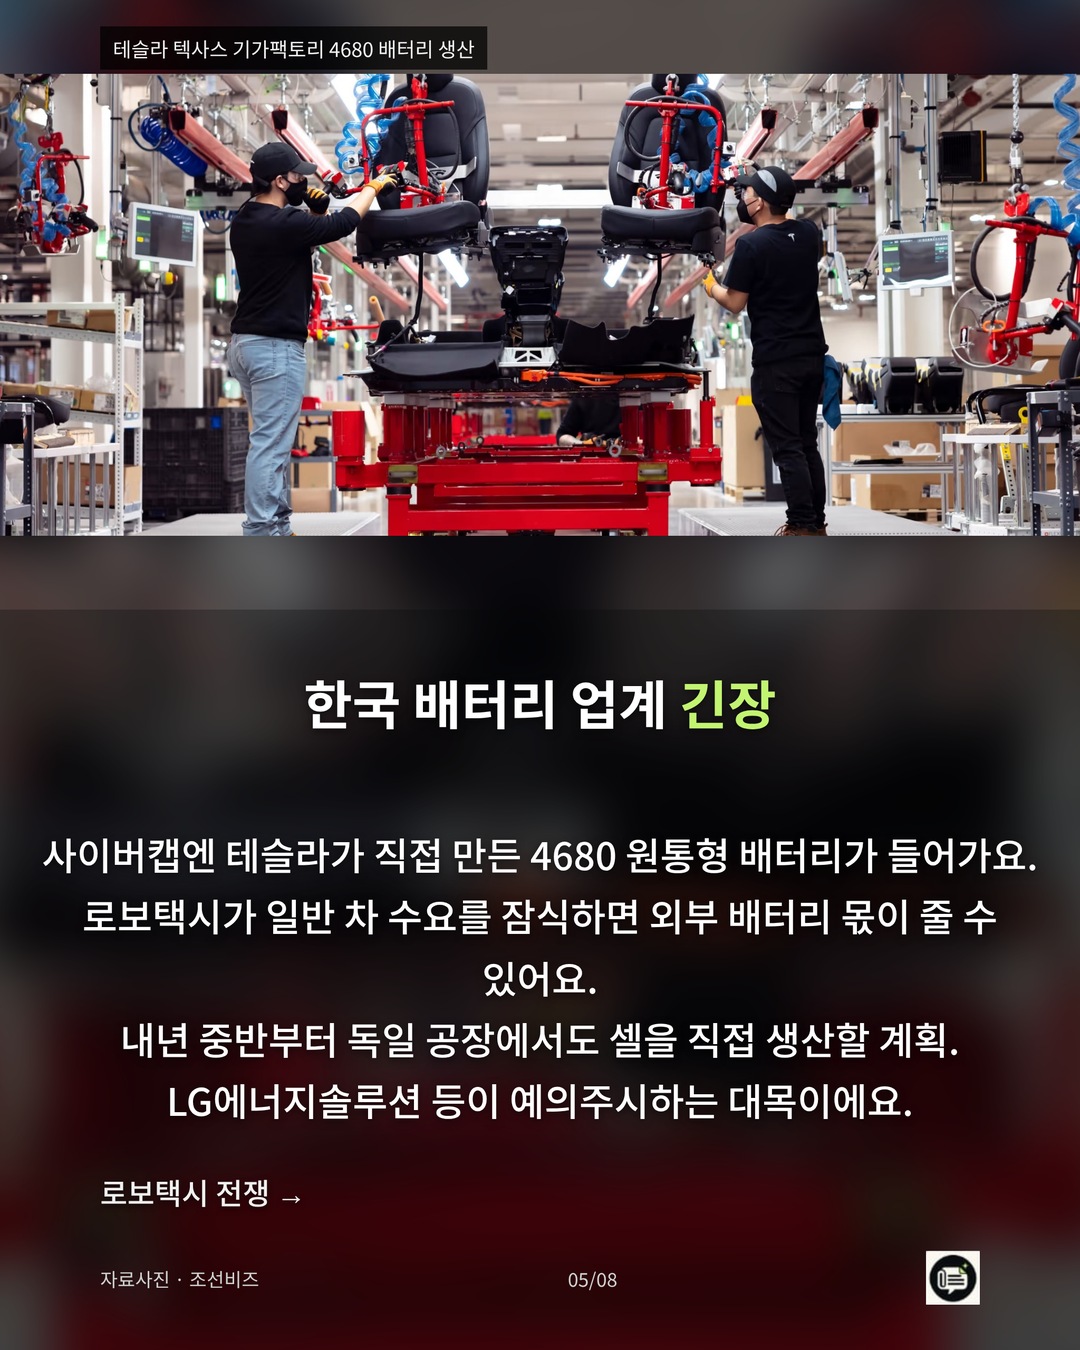 테슬라 텍사스 기가팩토리 4680 배터리 생산
한국 배터리 업계 긴장
사이버캡엔 테슬라가 직접 만든 4680 원통형 배터리가 들어가요.
로보택시가 일반 차 수요를 잠식하면 외부 배터리 몫이 줄 수
있어요.
내년 중반부터 독일 공장에서도 셀을 직접 생산할 계획.
LG에너지솔루션 등이 예의주시하는 대목이에요.
로보택시 전쟁 →
자료사진 · 조선비즈
05/08